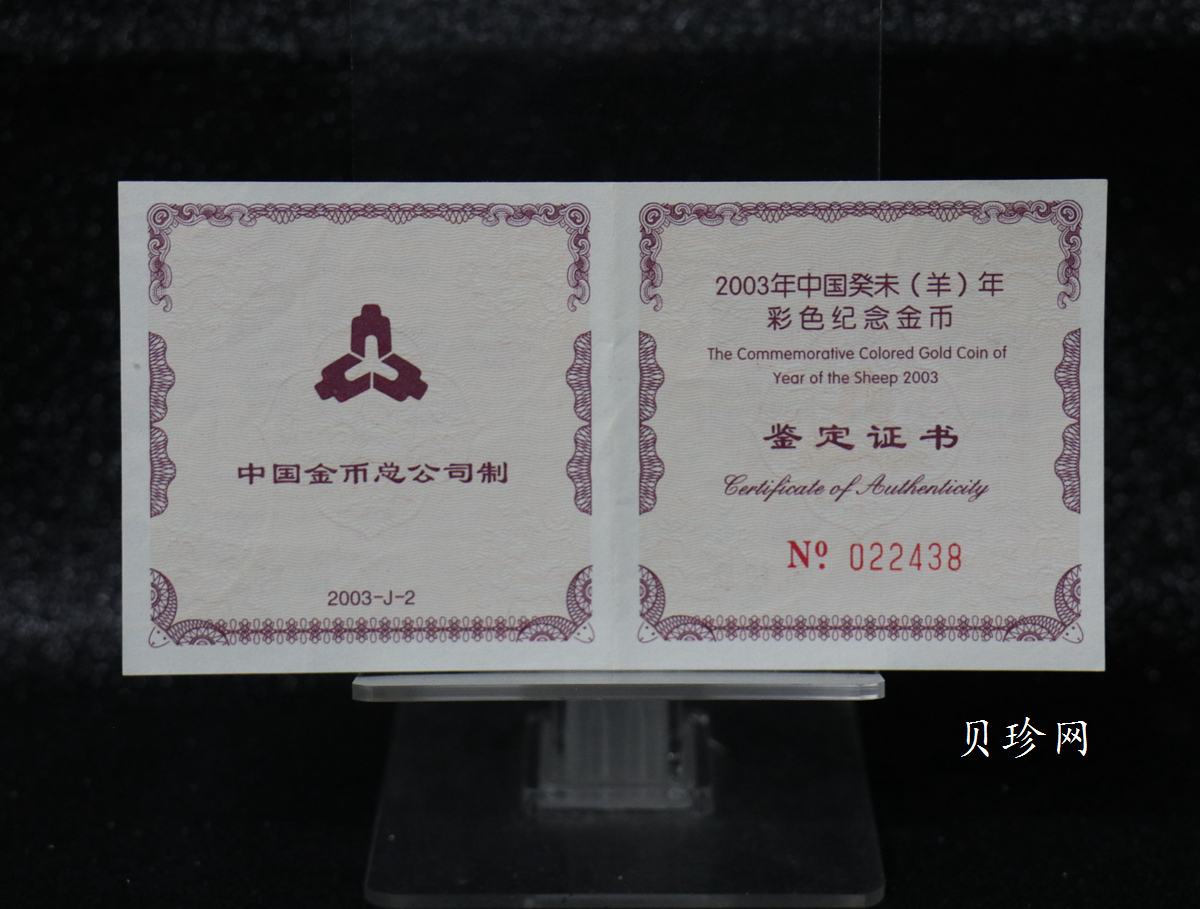 中国金币总公司制
2003-J-2
2003年中国癸未（羊）年
彩色纪念金币
The Commemorative Colored Gold Coin of
Year of the Sheep 2003
鉴定证书
Certificate of Authenticity
Nº 022438
贝珍网